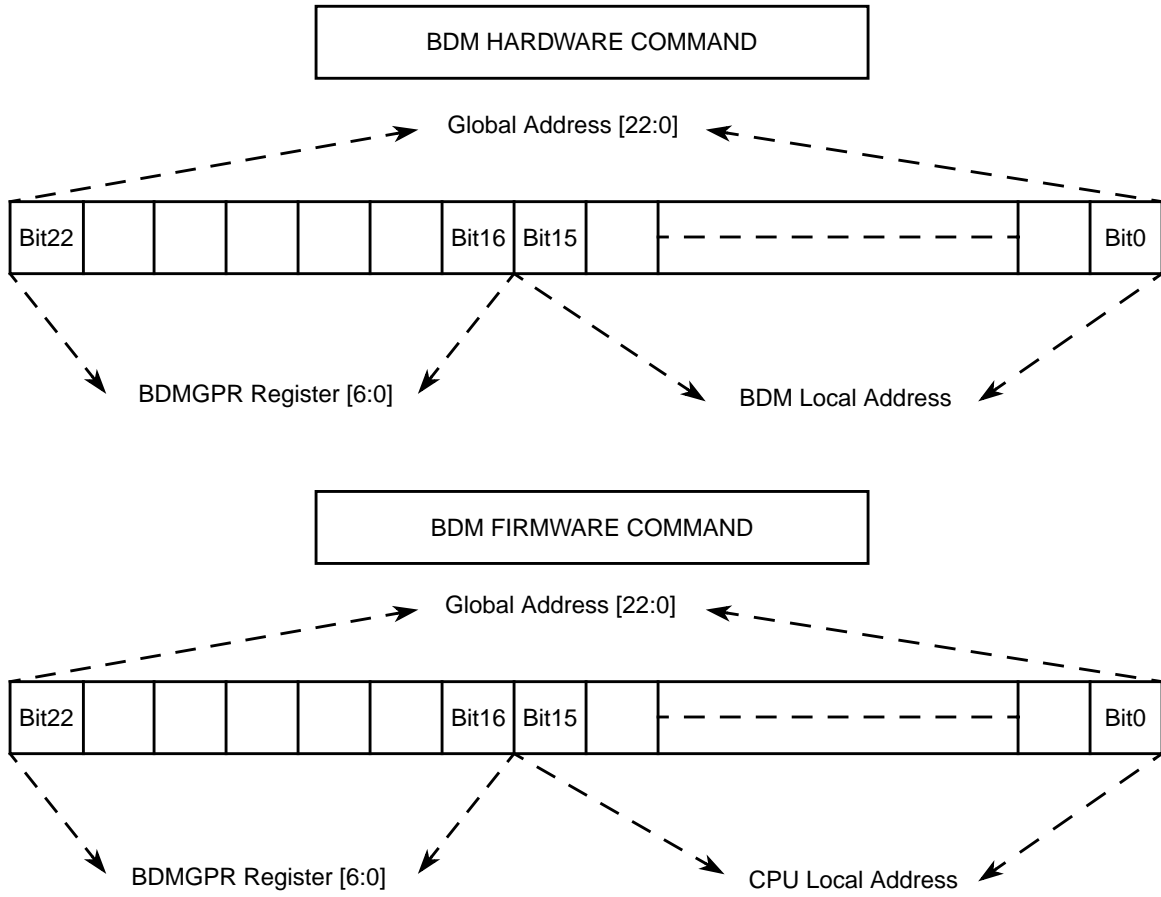 BDM HARDWARE COMMAND
Global Address [22:0]
Bit22 Bit16 Bit15 Bit0
BDMGPR Register [6:0] BDM Local Address
BDM FIRMWARE COMMAND
Global Address [22:0]
Bit22 Bit16 Bit15 Bit0
BDMGPR Register [6:0] CPU Local Address